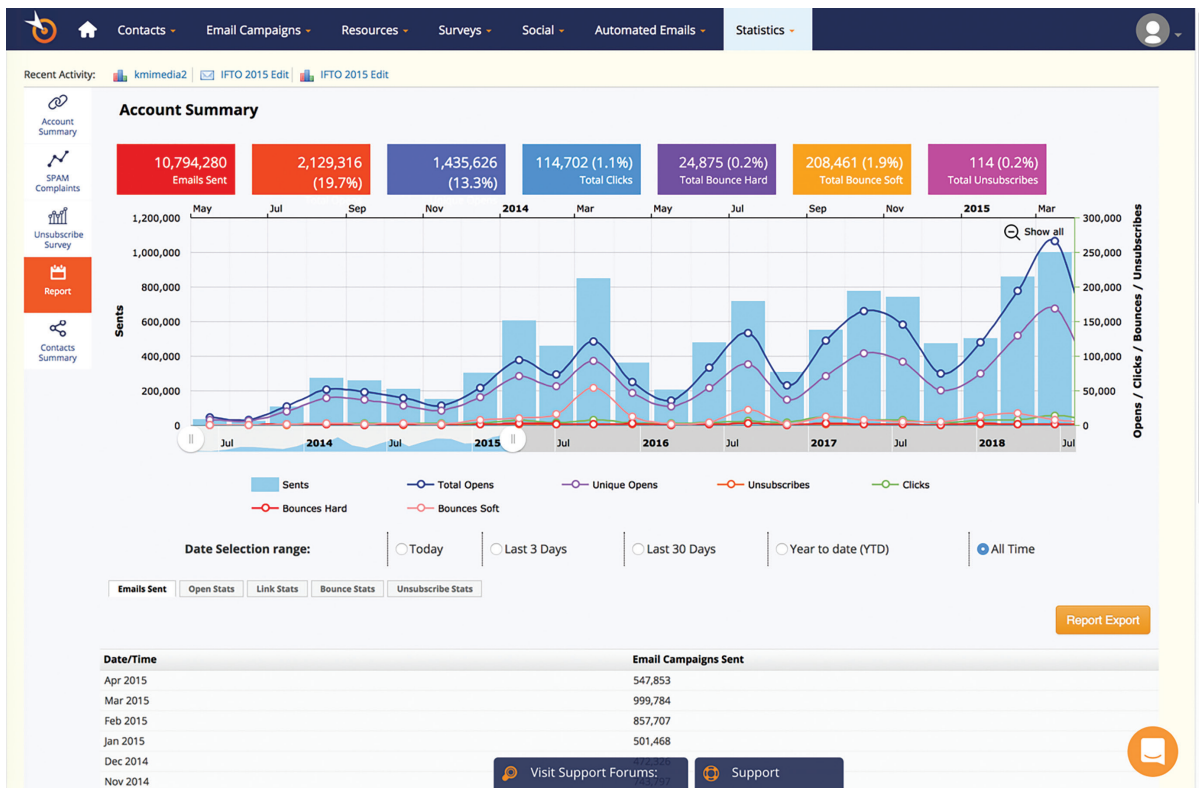 Contacts Email Campaigns Resources Surveys Social Automated Emails Statistics
Recent Activity: kmimedia2 IFTO 2015 Edit IFTO 2015 Edit
Account
Summary
SPAM
Complaints
Unsubscribe
Survey
Report
Contacts
Summary
Account Summary
10,794,280
Emails Sent
2,129,316
(19.7%)
1,435,626
(13.3%)
114,702 (1.1%)
Total Clicks
24,875 (0.2%)
Total Bounce Hard
208,461 (1.9%)
Total Bounce Soft
114 (0.2%)
Total Unsubscribes
May Jul Sep Nov 2014 Mar May Jul Sep Nov 2015 Mar
Show all
Sents
1,200,000
1,000,000
800,000
600,000
400,000
200,000
0
300,000
250,000
200,000
150,000
100,000
50,000
0
Opens / Clicks / Bounces / Unsubscribes
Jul 2014 Jul 2015 Jul 2016 Jul 2017 Jul 2018 Jul
Sents Total Opens Unique Opens Unsubscribes Clicks
Bounces Hard Bounces Soft
Date Selection range: Today Last 3 Days Last 30 Days Year to date (YTD) All Time
Emails Sent Open Stats Link Stats Bounce Stats Unsubscribe Stats
Report Export
Date/Time Email Campaigns Sent
Apr 2015 547,853
Mar 2015 999,784
Feb 2015 857,707
Jan 2015 501,468
Dec 2014 472,326
Nov 2014 743,797
Visit Support Forums: Support